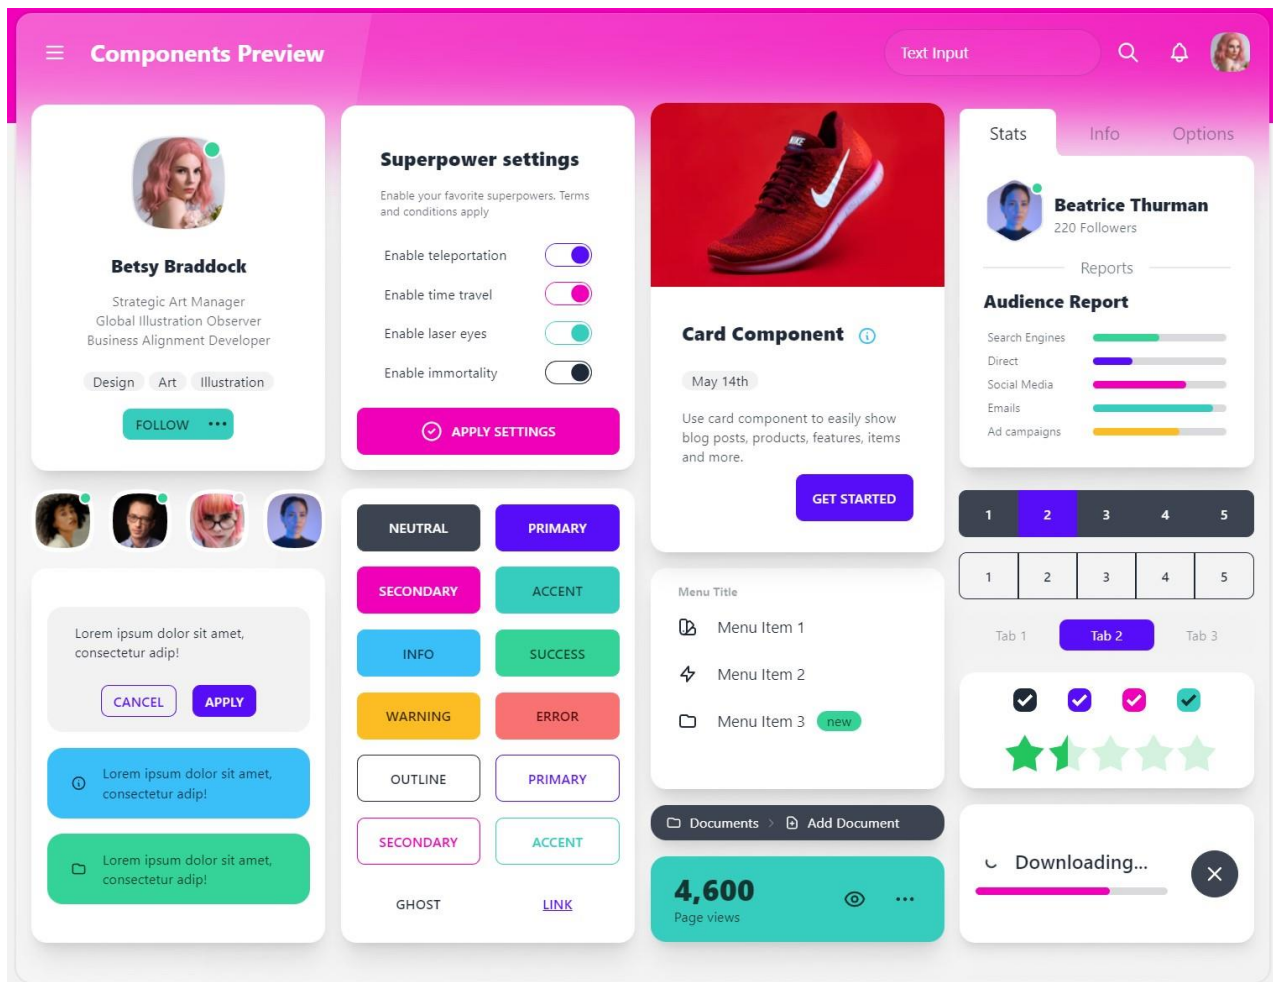 Components Preview
Text Input
Betsy Braddock
Strategic Art Manager
Global Illustration Observer
Business Alignment Developer
Design Art Illustration
FOLLOW
Lorem ipsum dolor sit amet,
consectetur adip!
CANCEL APPLY
Lorem ipsum dolor sit amet,
consectetur adip!
Lorem ipsum dolor sit amet,
consectetur adip!
Superpower settings
Enable your favorite superpowers. Terms
and conditions apply
Enable teleportation
Enable time travel
Enable laser eyes
Enable immortality
APPLY SETTINGS
NEUTRAL PRIMARY
SECONDARY ACCENT
INFO SUCCESS
WARNING ERROR
OUTLINE PRIMARY
SECONDARY ACCENT
GHOST LINK
NIKE
Card Component
May 14th
Use card component to easily show
blog posts, products, features, items
and more.
GET STARTED
Menu Title
Menu Item 1
Menu Item 2
Menu Item 3 new
Documents Add Document
4,600
Page views
Stats Info Options
Beatrice Thurman
220 Followers
Reports
Audience Report
Search Engines
Direct
Social Media
Emails
Ad campaigns
1 2 3 4 5
1 2 3 4 5
Tab 1 Tab 2 Tab 3
Downloading...